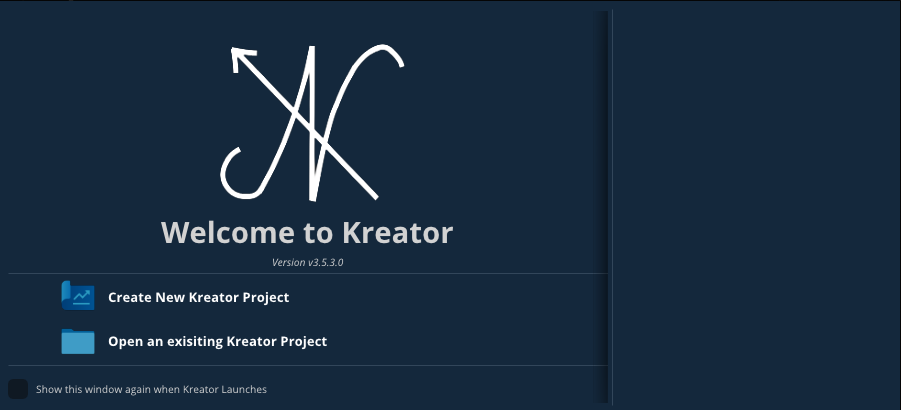 Welcome to Kreator
Version v3.5.3.0
Create New Kreator Project
Open an exisiting Kreator Project
Show this window again when Kreator Launches